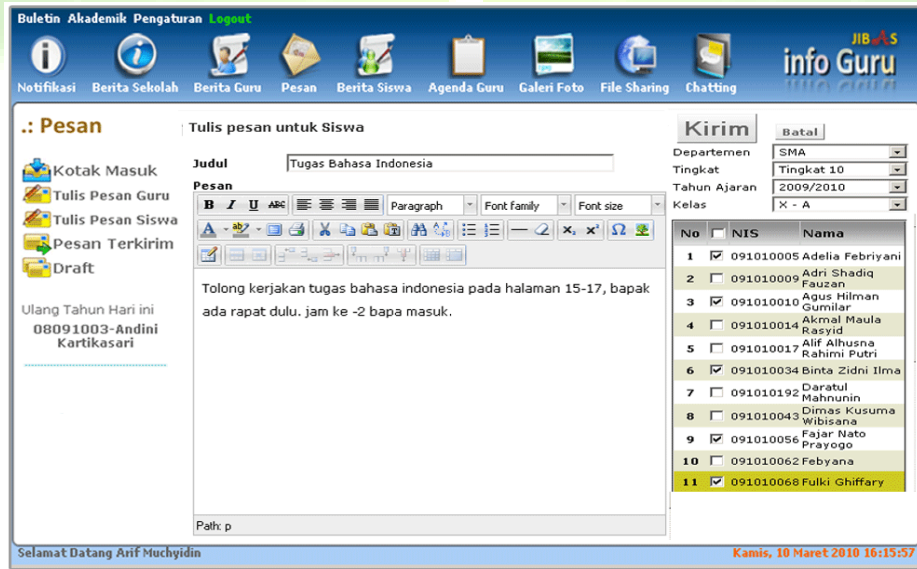 Buletin Akademik Pengaturan Logout
Notifikasi Berita Sekolah Berita Guru Pesan Berita Siswa Agenda Guru Galeri Foto File Sharing Chatting
JIBAS
info Guru
.: Pesan
Kotak Masuk
Tulis Pesan Guru
Tulis Pesan Siswa
Pesan Terkirim
Draft
Ulang Tahun Hari ini
08091003-Andini
Kartikasari
Tulis pesan untuk Siswa
Judul Tugas Bahasa Indonesia
Pesan
B I U ABC Paragraph Font family Font size
Tolong kerjakan tugas bahasa indonesia pada halaman 15-17, bapak
ada rapat dulu. jam ke -2 bapa masuk.
Path: p
Kirim Batal
Departemen SMA
Tingkat Tingkat 10
Tahun Ajaran 2009/2010
Kelas X - A
No NIS Nama
1 091010005 Adelia Febriyani
2 091010009 Adri Shadiq
Fauzan
3 091010010 Agus Hilman
Gumilar
4 091010014 Akmal Maula
Rasyid
5 091010017 Alif Alhusna
Rahimi Putri
6 091010034 Binta Zidni Ilma
7 091010192 Daratul
Mahnunin
8 091010043 Dimas Kusuma
Wibisana
9 091010056 Fajar Nato
Prayogo
10 091010062 Febyana
11 091010068 Fulki Ghiffary
Selamat Datang Arif Muchyidin
Kamis, 10 Maret 2010 16:15:57